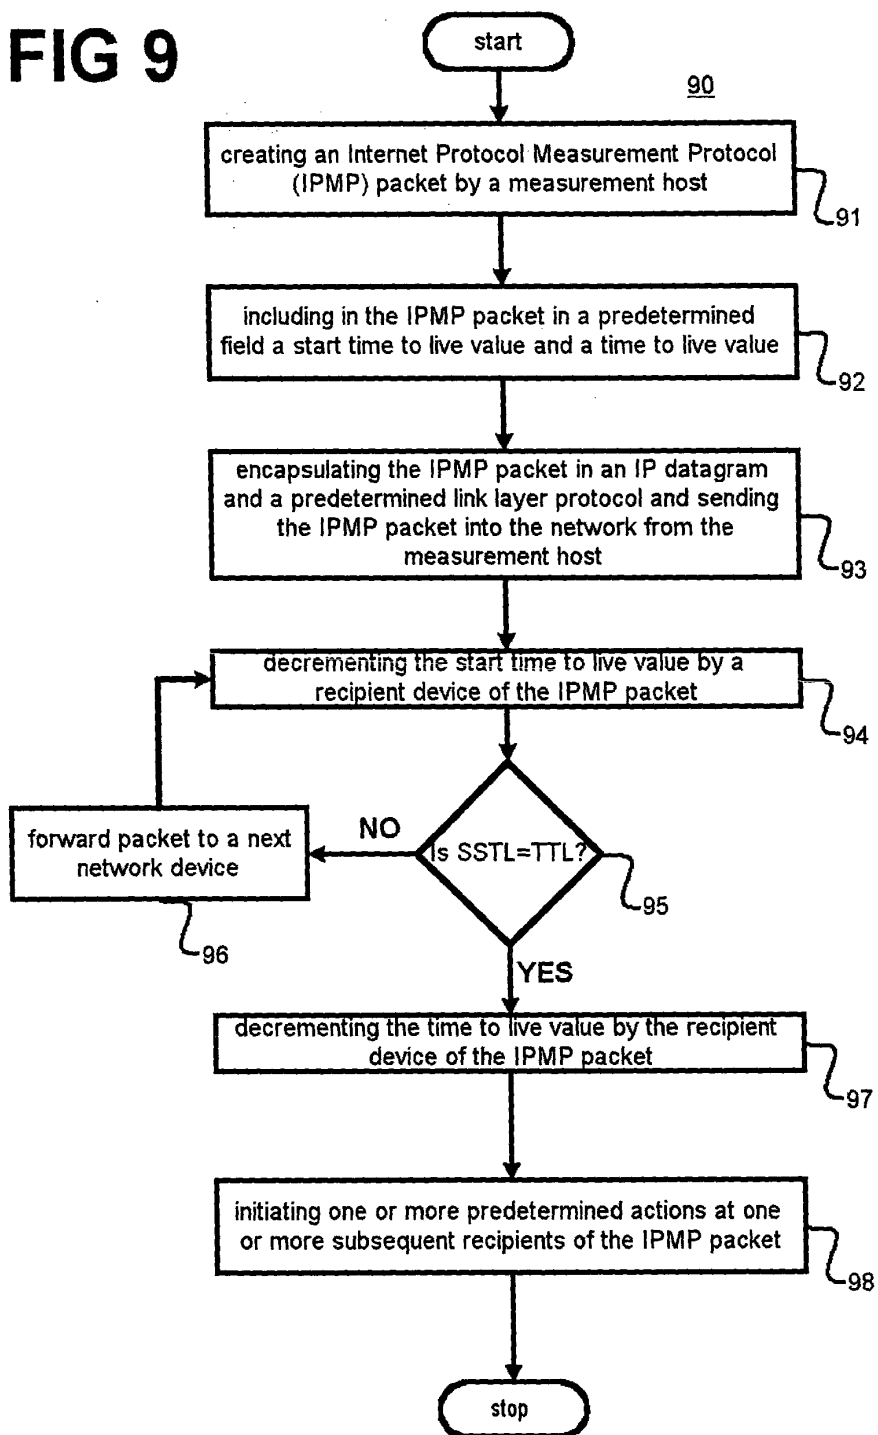 FIG 9
start
90
creating an Internet Protocol Measurement Protocol
(IPMP) packet by a measurement host
91
including in the IPMP packet in a predetermined
field a start time to live value and a time to live value
92
encapsulating the IPMP packet in an IP datagram
and a predetermined link layer protocol and sending
the IPMP packet into the network from the
measurement host
93
decrementing the start time to live value by a
recipient device of the IPMP packet
94
Is SSTL=TTL?
95
NO
forward packet to a next
network device
96
YES
decrementing the time to live value by the recipient
device of the IPMP packet
97
initiating one or more predetermined actions at one
or more subsequent recipients of the IPMP packet
98
stop